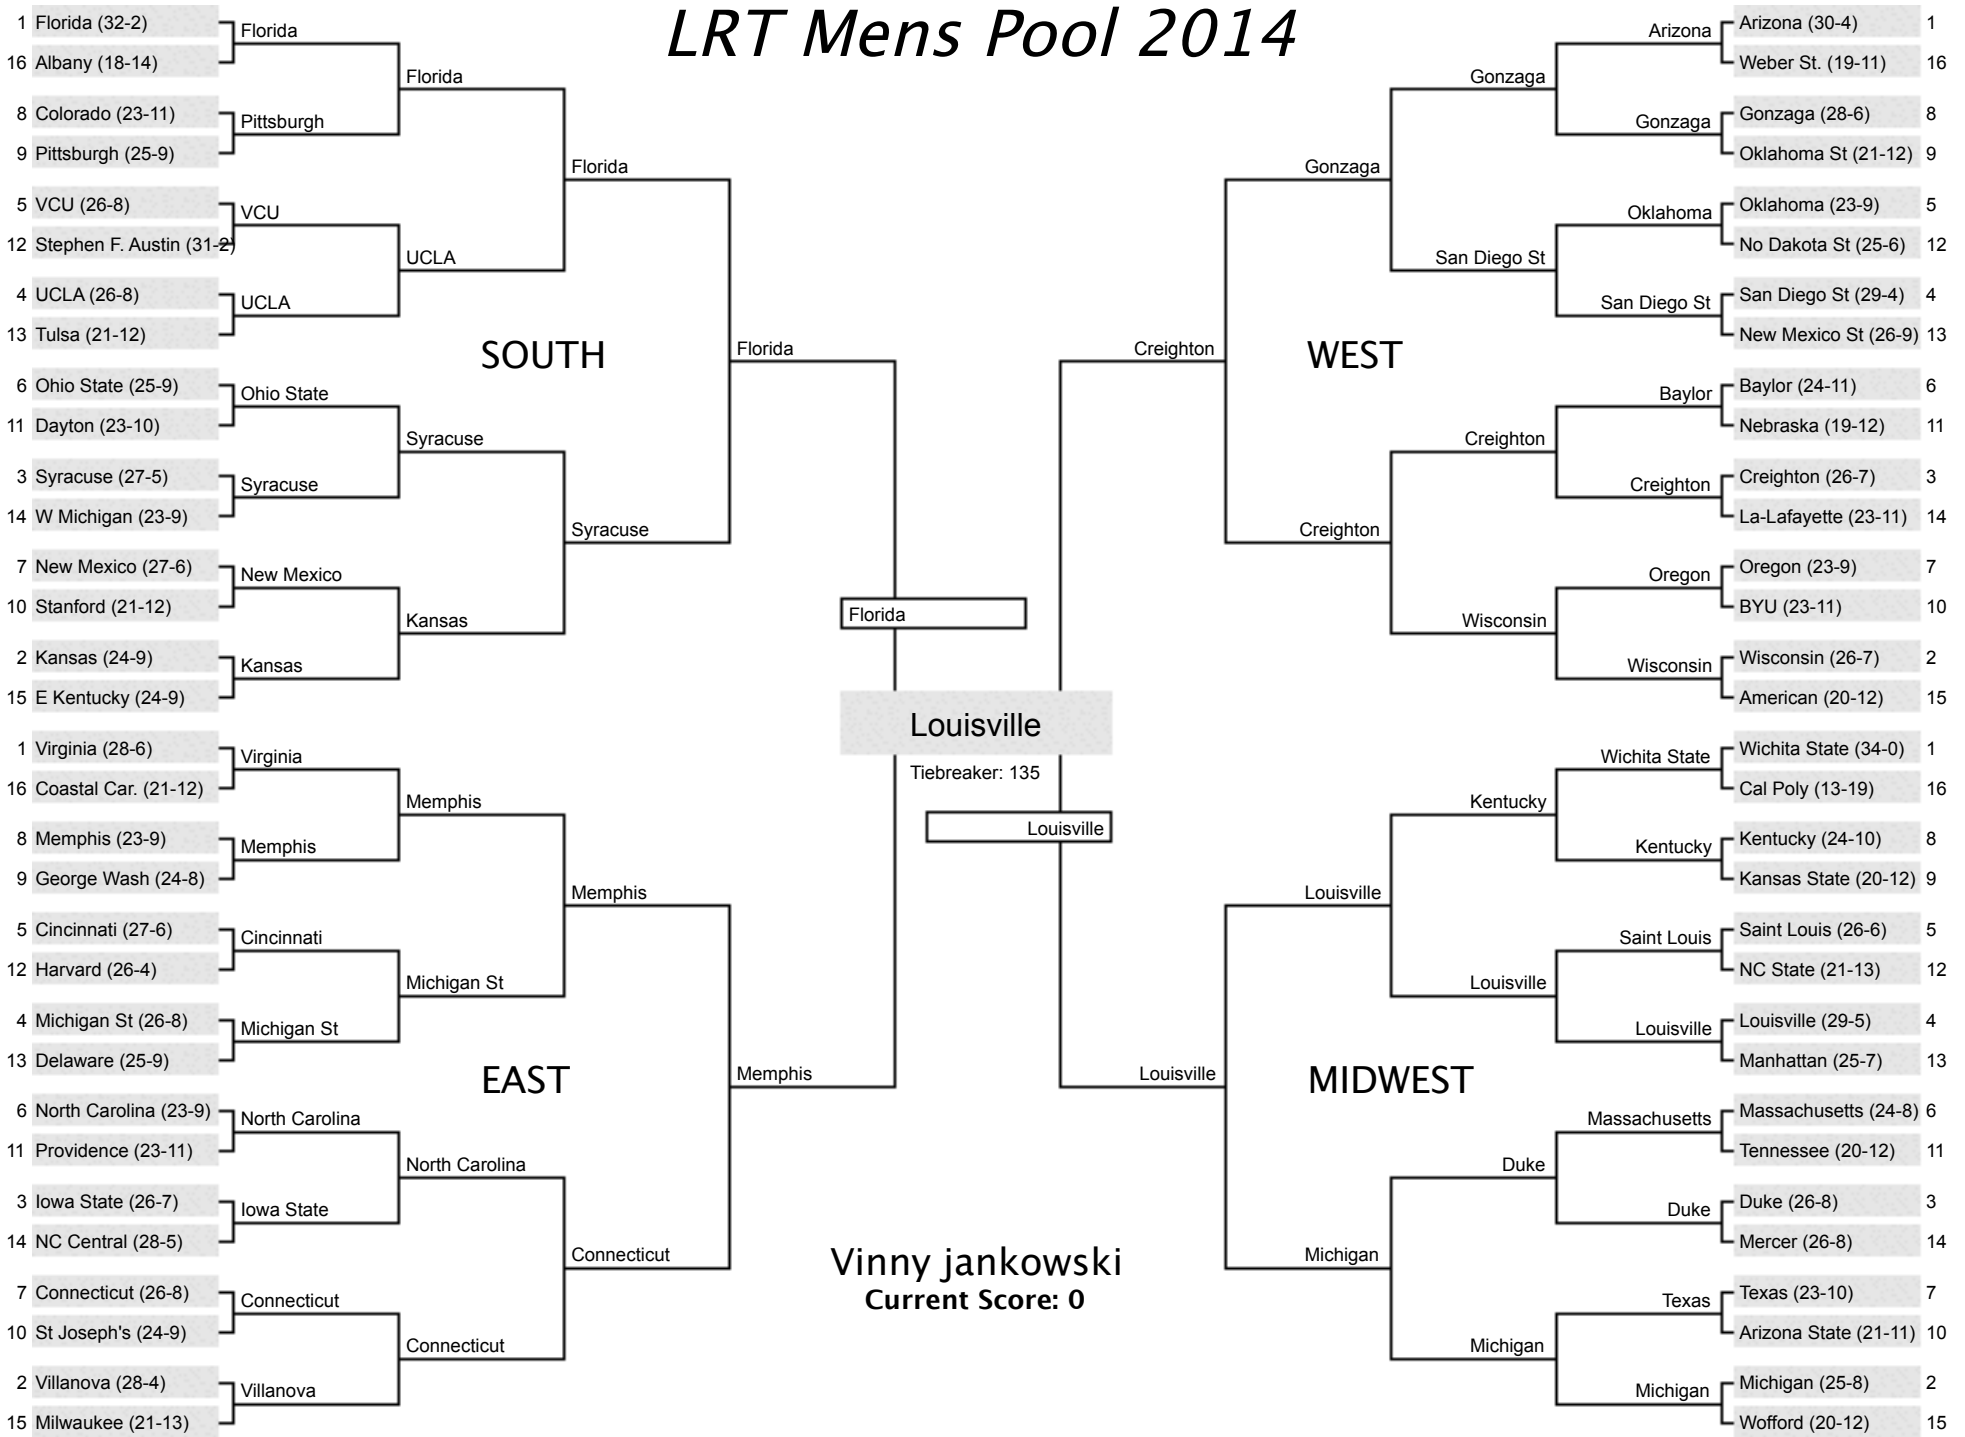 LRT Mens Pool 2014
1 Florida (32-2)
16 Albany (18-14)
8 Colorado (23-11)
9 Pittsburgh (25-9)
5 VCU (26-8)
12 Stephen F. Austin (31-2)
4 UCLA (26-8)
13 Tulsa (21-12)
6 Ohio State (25-9)
11 Dayton (23-10)
3 Syracuse (27-5)
14 W Michigan (23-9)
7 New Mexico (27-6)
10 Stanford (21-12)
2 Kansas (24-9)
15 E Kentucky (24-9)
Florida
Pittsburgh
VCU
UCLA
Ohio State
Syracuse
New Mexico
Kansas
Florida
UCLA
Syracuse
Kansas
Florida
Syracuse
SOUTH
Florida
1 Virginia (28-6)
16 Coastal Car. (21-12)
8 Memphis (23-9)
9 George Wash (24-8)
5 Cincinnati (27-6)
12 Harvard (26-4)
4 Michigan St (26-8)
13 Delaware (25-9)
6 North Carolina (23-9)
11 Providence (23-11)
3 Iowa State (26-7)
14 NC Central (28-5)
7 Connecticut (26-8)
10 St Joseph's (24-9)
2 Villanova (28-4)
15 Milwaukee (21-13)
Virginia
Memphis
Cincinnati
Michigan St
North Carolina
Iowa State
Connecticut
Villanova
Memphis
Michigan St
North Carolina
Connecticut
Memphis
Connecticut
EAST
Memphis
Florida
Louisville
Tiebreaker: 135
Louisville
Vinny jankowski
Current Score: 0
Arizona (30-4) 1
Weber St. (19-11) 16
Gonzaga (28-6) 8
Oklahoma St (21-12) 9
Oklahoma (23-9) 5
No Dakota St (25-6) 12
San Diego St (29-4) 4
New Mexico St (26-9) 13
Baylor (24-11) 6
Nebraska (19-12) 11
Creighton (26-7) 3
La-Lafayette (23-11) 14
Oregon (23-9) 7
BYU (23-11) 10
Wisconsin (26-7) 2
American (20-12) 15
Arizona
Gonzaga
Oklahoma
San Diego St
Baylor
Creighton
Oregon
Wisconsin
Gonzaga
San Diego St
Creighton
Wisconsin
Gonzaga
Creighton
WEST
Creighton
Wichita State (34-0) 1
Cal Poly (13-19) 16
Kentucky (24-10) 8
Kansas State (20-12) 9
Saint Louis (26-6) 5
NC State (21-13) 12
Louisville (29-5) 4
Manhattan (25-7) 13
Massachusetts (24-8) 6
Tennessee (20-12) 11
Duke (26-8) 3
Mercer (26-8) 14
Texas (23-10) 7
Arizona State (21-11) 10
Michigan (25-8) 2
Wofford (20-12) 15
Wichita State
Kentucky
Saint Louis
Louisville
Massachusetts
Duke
Texas
Michigan
Kentucky
Louisville
Duke
Michigan
Louisville
Michigan
MIDWEST
Louisville